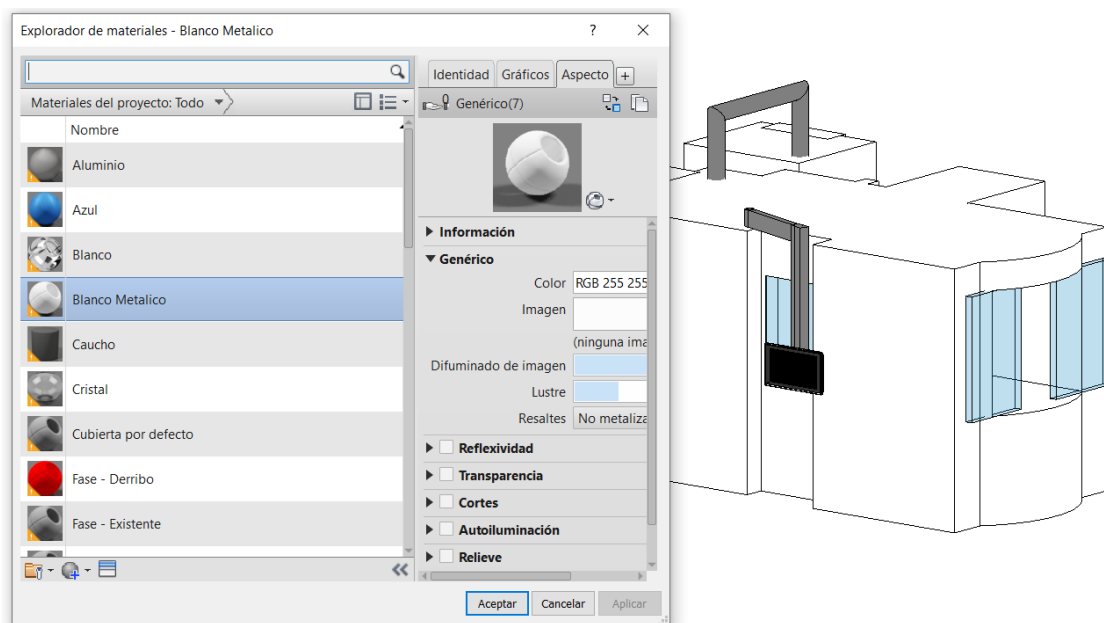 Explorador de materiales - Blanco Metalico
Materiales del proyecto: Todo
Nombre
Aluminio
Azul
Blanco
Blanco Metalico
Caucho
Cristal
Cubierta por defecto
Fase - Derribo
Fase - Existente
Identidad Gráficos Aspecto +
Genérico(7)
Información
Genérico
Color RGB 255 255
Imagen
(ninguna ima
Difuminado de imagen
Lustre
Resaltes No metaliza
Reflexividad
Transparencia
Cortes
Autoiluminación
Relieve
Aceptar Cancelar Aplicar